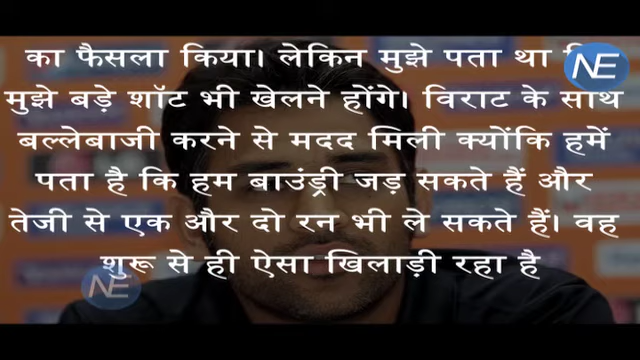 का फैसला किया। लेकिन मुझे पता था
NE
मुझे बड़े शॉट भी खेलने होंगे। विराट के साथ
बल्लेबाजी करने से मदद मिली क्योंकि हमें
पता है कि हम बाउंड्री जड़ सकते हैं और
तेजी से एक और दो रन भी ले सकते हैं। वह
शुरू से ही ऐसा खिलाड़ी रहा है
NE